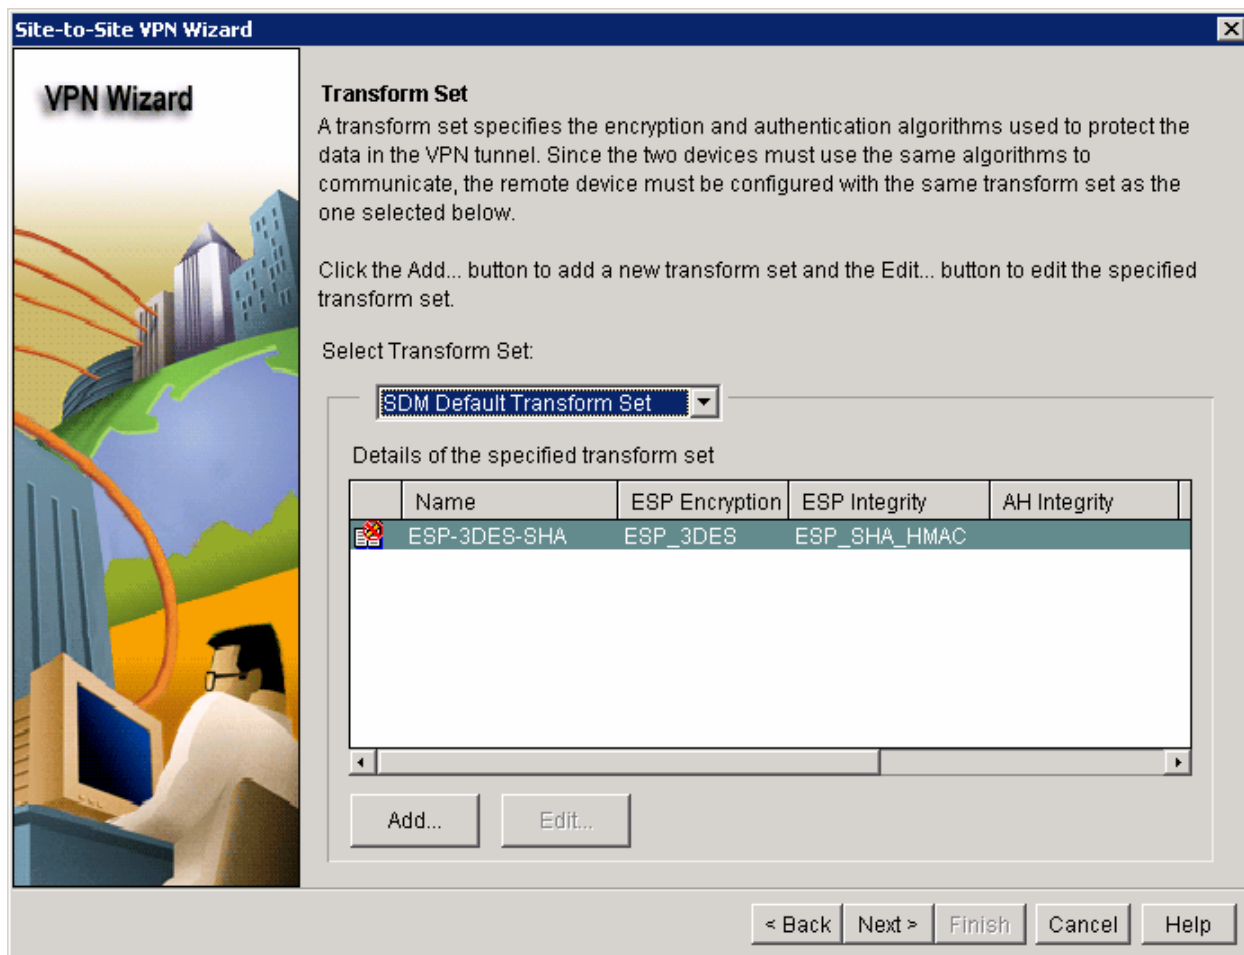 Site-to-Site VPN Wizard
VPN Wizard
Transform Set
A transform set specifies the encryption and authentication algorithms used to protect the
data in the VPN tunnel. Since the two devices must use the same algorithms to
communicate, the remote device must be configured with the same transform set as the
one selected below.
Click the Add... button to add a new transform set and the Edit... button to edit the specified
transform set.
Select Transform Set:
SDM Default Transform Set
Details of the specified transform set
Name ESP Encryption ESP Integrity AH Integrity
ESP-3DES-SHA ESP_3DES ESP_SHA_HMAC
Add... Edit...
< Back Next > Finish Cancel Help